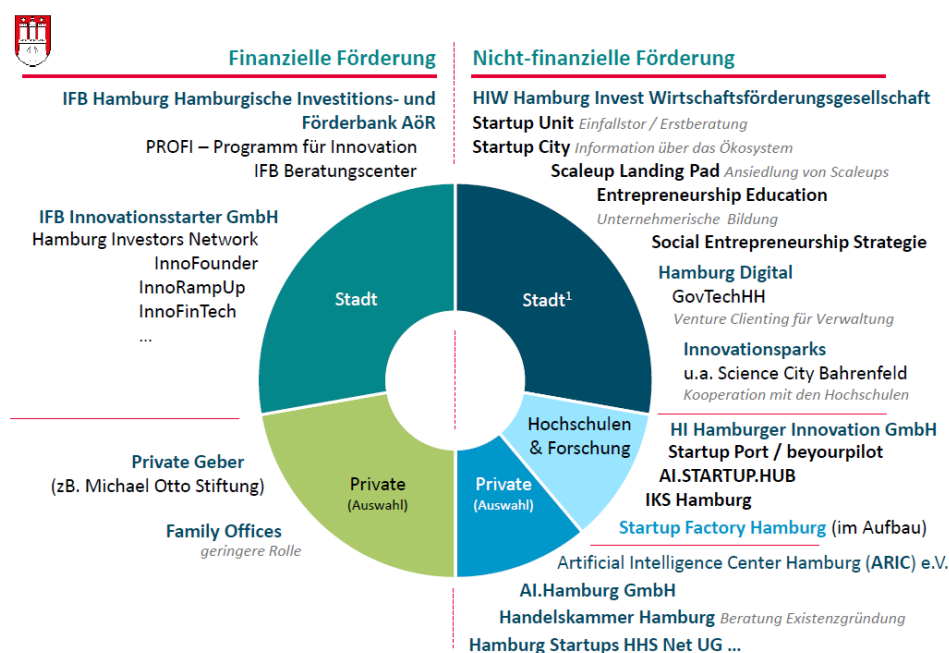 Finanzielle Förderung
IFB Hamburg Hamburgische Investitions- und
Förderbank AöR
PROFI – Programm für Innovation
IFB Beratungscenter
IFB Innovationsstarter GmbH
Hamburg Investors Network
InnoFounder
InnoRampUp
InnoFinTech
...
Private Geber
(zB. Michael Otto Stiftung)
Family Offices
geringere Rolle
Stadt
Stadt¹
Hochschulen
& Forschung
Private
(Auswahl)
Private
(Auswahl)
Nicht-finanzielle Förderung
HIW Hamburg Invest Wirtschaftsförderungsgesellschaft
Startup Unit Einfallstor / Erstberatung
Startup City Information über das Ökosystem
Scaleup Landing Pad Ansiedlung von Scaleups
Entrepreneurship Education
Unternehmerische Bildung
Social Entrepreneurship Strategie
Hamburg Digital
GovTechHH
Venture Clienting für Verwaltung
Innovationsparks
u.a. Science City Bahrenfeld
Kooperation mit den Hochschulen
HI Hamburger Innovation GmbH
Startup Port / beyourpilot
AI.STARTUP.HUB
IKS Hamburg
Startup Factory Hamburg (im Aufbau)
Artificial Intelligence Center Hamburg (ARIC) e.V.
AI.Hamburg GmbH
Handelskammer Hamburg Beratung Existenzgründung
Hamburg Startups HHS Net UG ...